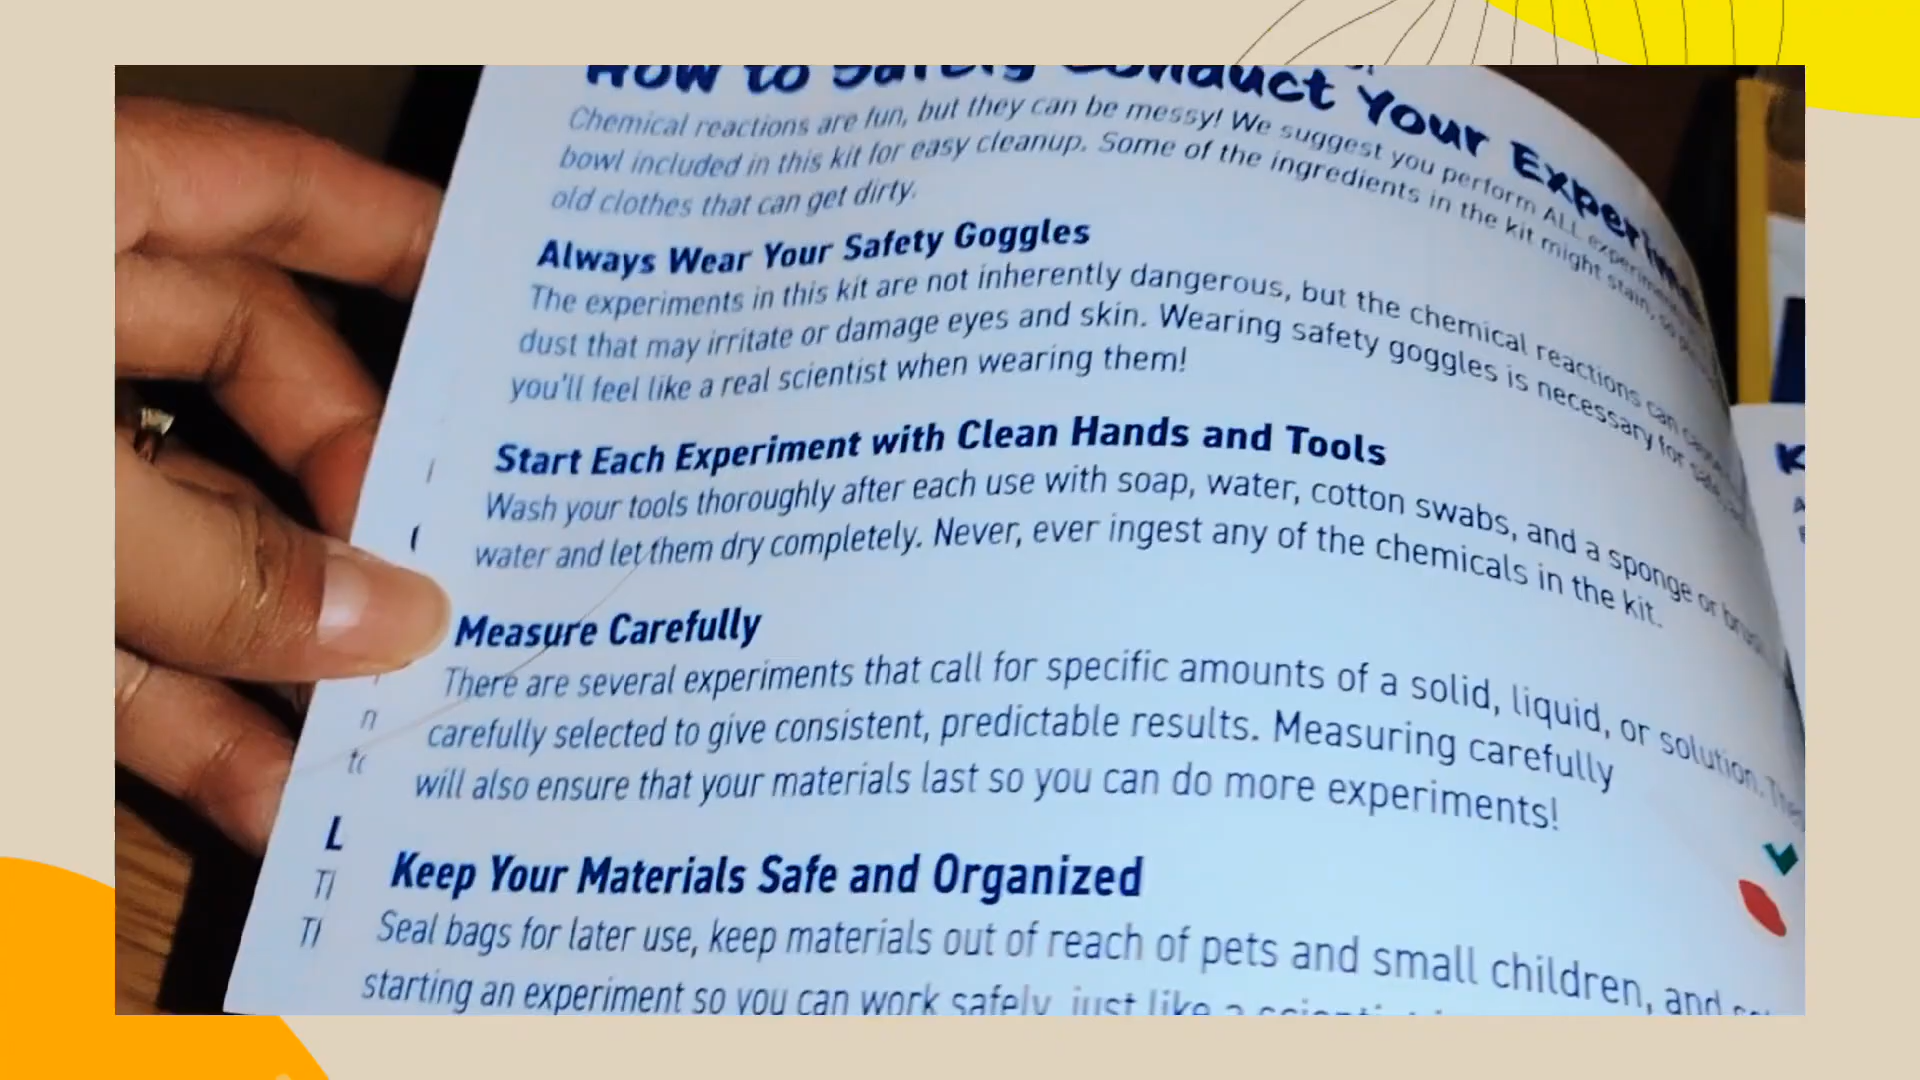 How to Safely Conduct Your Experiments
Chemical reactions are fun, but they can be messy! We suggest you perform ALL experiments
bowl included in this kit for easy cleanup. Some of the ingredients in the kit might stain, so
old clothes that can get dirty.
Always Wear Your Safety Goggles
The experiments in this kit are not inherently dangerous, but the chemical reactions can cause
dust that may irritate or damage eyes and skin. Wearing safety goggles is necessary for
you'll feel like a real scientist when wearing them!
Start Each Experiment with Clean Hands and Tools
Wash your tools thoroughly after each use with soap, water, cotton swabs, and a sponge or
water and let them dry completely. Never, ever ingest any of the chemicals in the kit.
Measure Carefully
There are several experiments that call for specific amounts of a solid, liquid, or solution.
carefully selected to give consistent, predictable results. Measuring carefully
will also ensure that your materials last so you can do more experiments!
L
Keep Your Materials Safe and Organized
Seal bags for later use, keep materials out of reach of pets and small children, and
starting an experiment so you can work safely, just like a